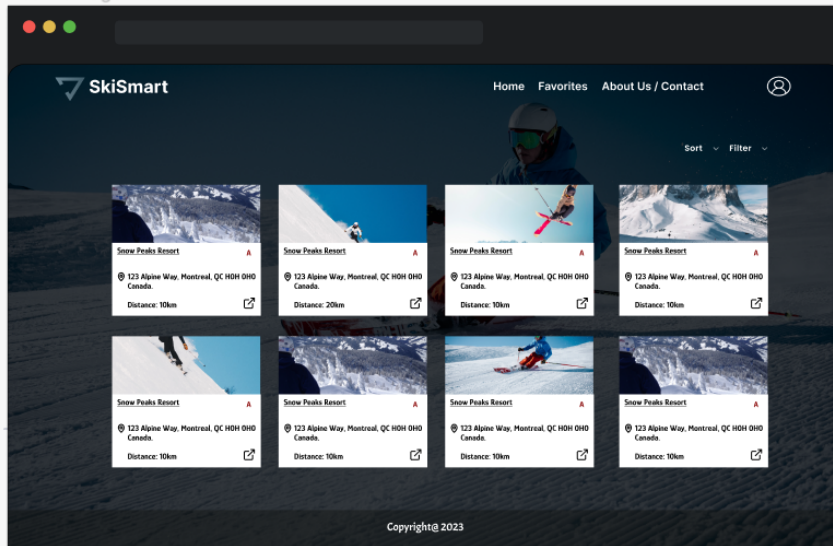 SkiSmart
Home Favorites About Us / Contact
Sort Filter
Snow Peaks Resort A
123 Alpine Way, Montreal, QC H0H 0H0
Canada.
Distance: 10km
Snow Peaks Resort A
123 Alpine Way, Montreal, QC H0H 0H0
Canada.
Distance: 20km
Snow Peaks Resort A
123 Alpine Way, Montreal, QC H0H 0H0
Canada.
Distance: 10km
Snow Peaks Resort A
123 Alpine Way, Montreal, QC H0H 0H0
Canada.
Distance: 10km
Snow Peaks Resort A
123 Alpine Way, Montreal, QC H0H 0H0
Canada.
Distance: 10km
Snow Peaks Resort A
123 Alpine Way, Montreal, QC H0H 0H0
Canada.
Distance: 10km
Snow Peaks Resort A
123 Alpine Way, Montreal, QC H0H 0H0
Canada.
Distance: 10km
Snow Peaks Resort A
123 Alpine Way, Montreal, QC H0H 0H0
Canada.
Distance: 10km
Copyright@ 2023